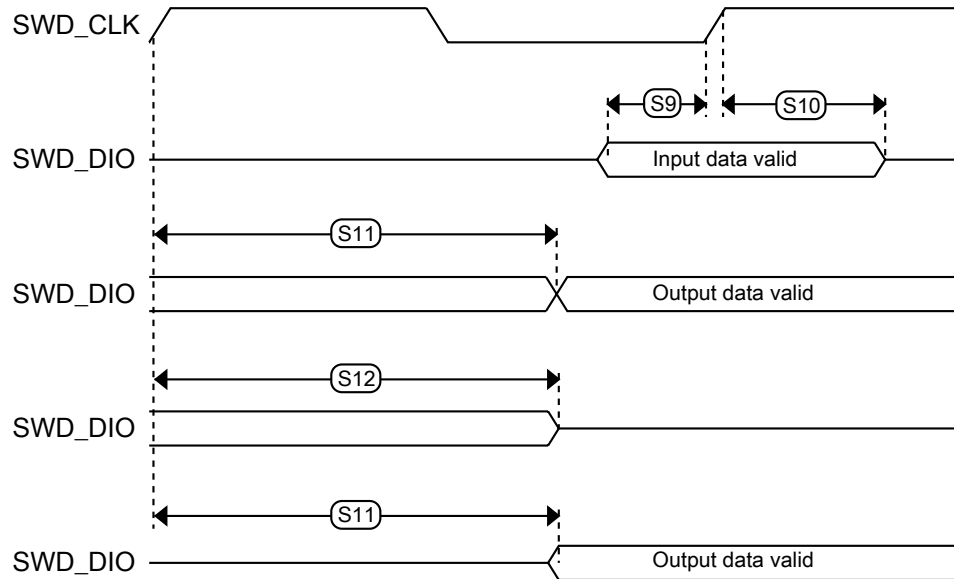 SWD_CLK
S9
S10
SWD_DIO
Input data valid
S11
SWD_DIO
Output data valid
S12
SWD_DIO
S11
SWD_DIO
Output data valid